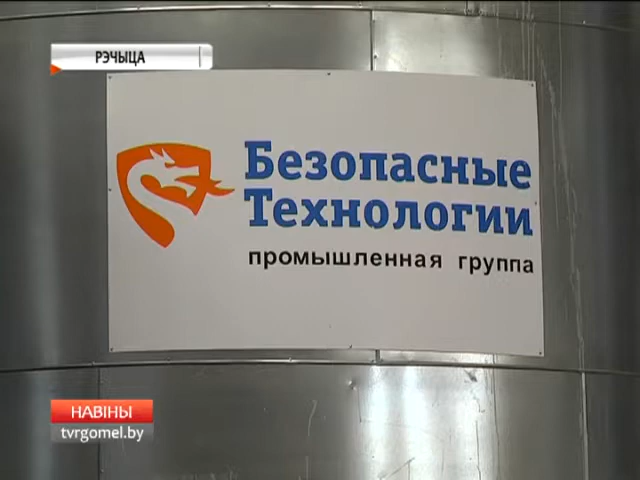 РЭЧЫЦА
Безопасные
Технологии
промышленная группа
НАВІНЫ
tvrgomel.by